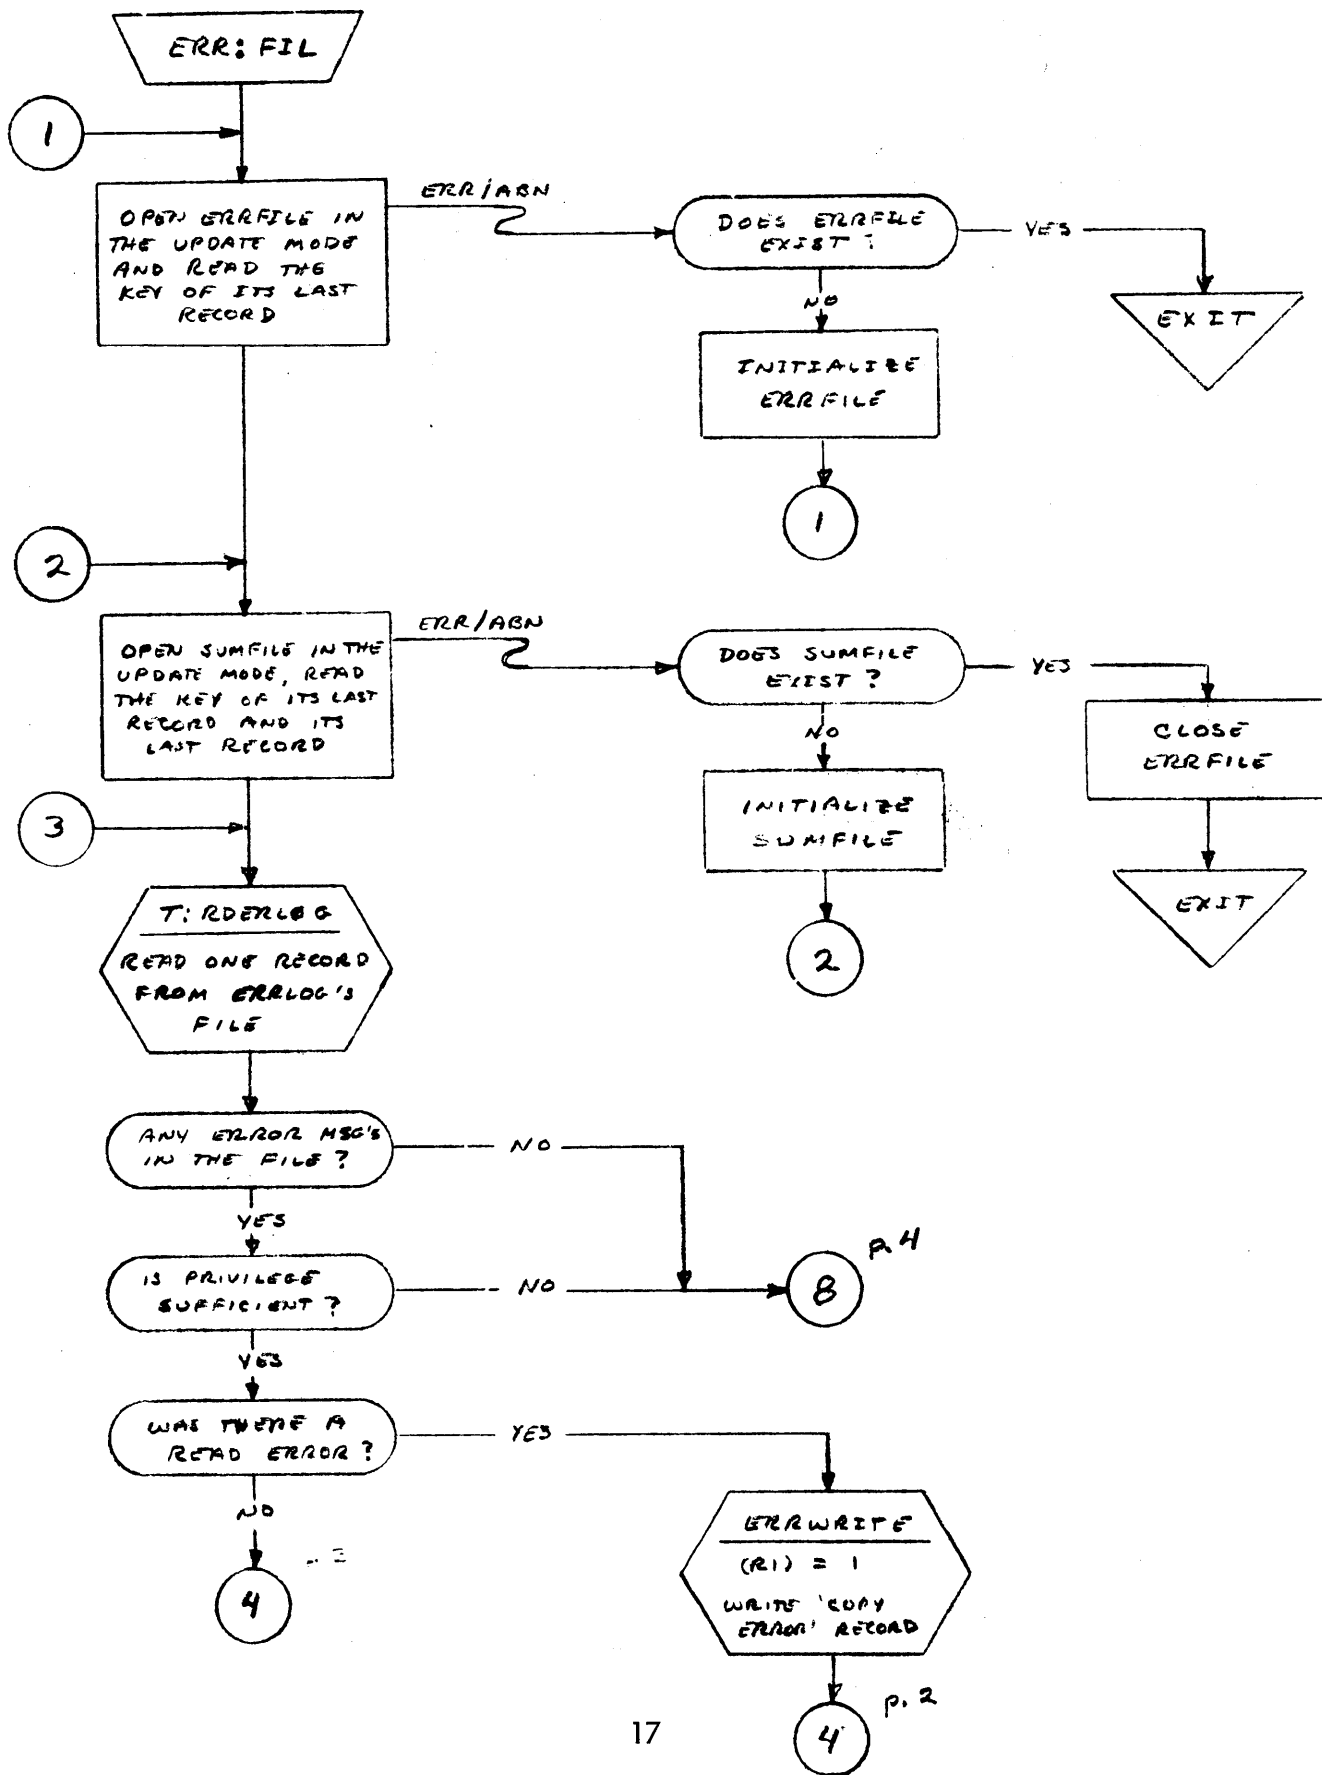 ERR:FIL
1
OPEN ERRFILE IN
THE UPDATE MODE
AND READ THE
KEY OF ITS LAST
RECORD
ERR/ABN
DOES ERRFILE
EXIST?
YES
EXIT
NO
INITIALIZE
ERRFILE
1
2
OPEN SUMFILE IN THE
UPDATE MODE, READ
THE KEY OF ITS LAST
RECORD AND ITS
LAST RECORD
ERR/ABN
DOES SUMFILE
EXIST?
YES
CLOSE
ERRFILE
EXIT
NO
INITIALIZE
SUMFILE
2
3
T:RDERLOG
READ ONE RECORD
FROM ERRLOG'S
FILE
ANY ERROR MSG'S
IN THE FILE?
NO
YES
IS PRIVILEGE
SUFFICIENT?
NO
8
p. 4
YES
WAS THERE A
READ ERROR?
YES
NO
4
ERRWRITE
(R1) = 1
WRITE 'COPY
ERROR' RECORD
4
p. 2
17